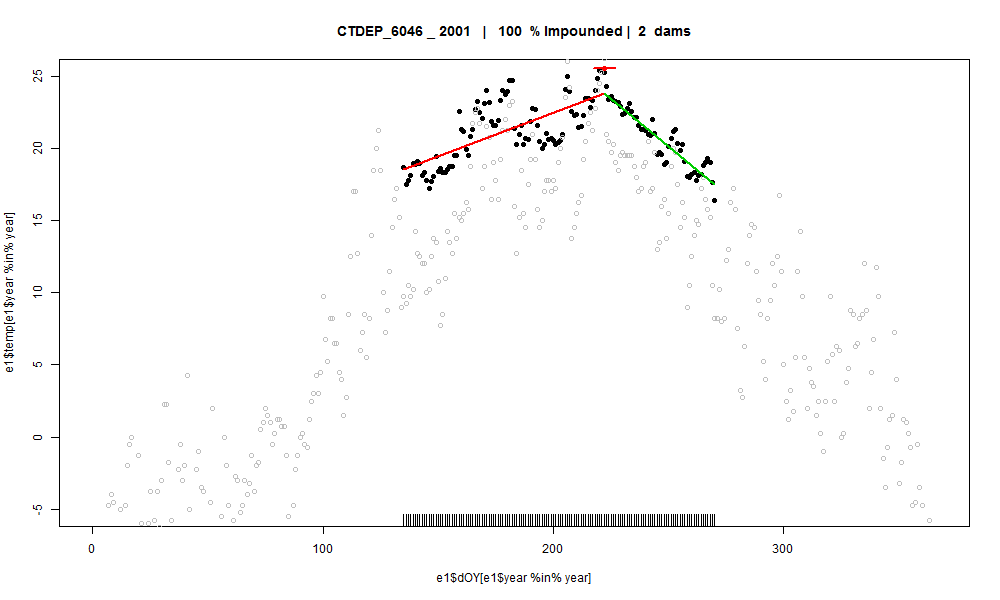 CTDEP_6046 _ 2001 | 100 % Impounded | 2 dams
e1$temp[e1$year %in% year]
25
20
15
10
5
0
-5
0 100 200 300
e1$dOY[e1$year %in% year]